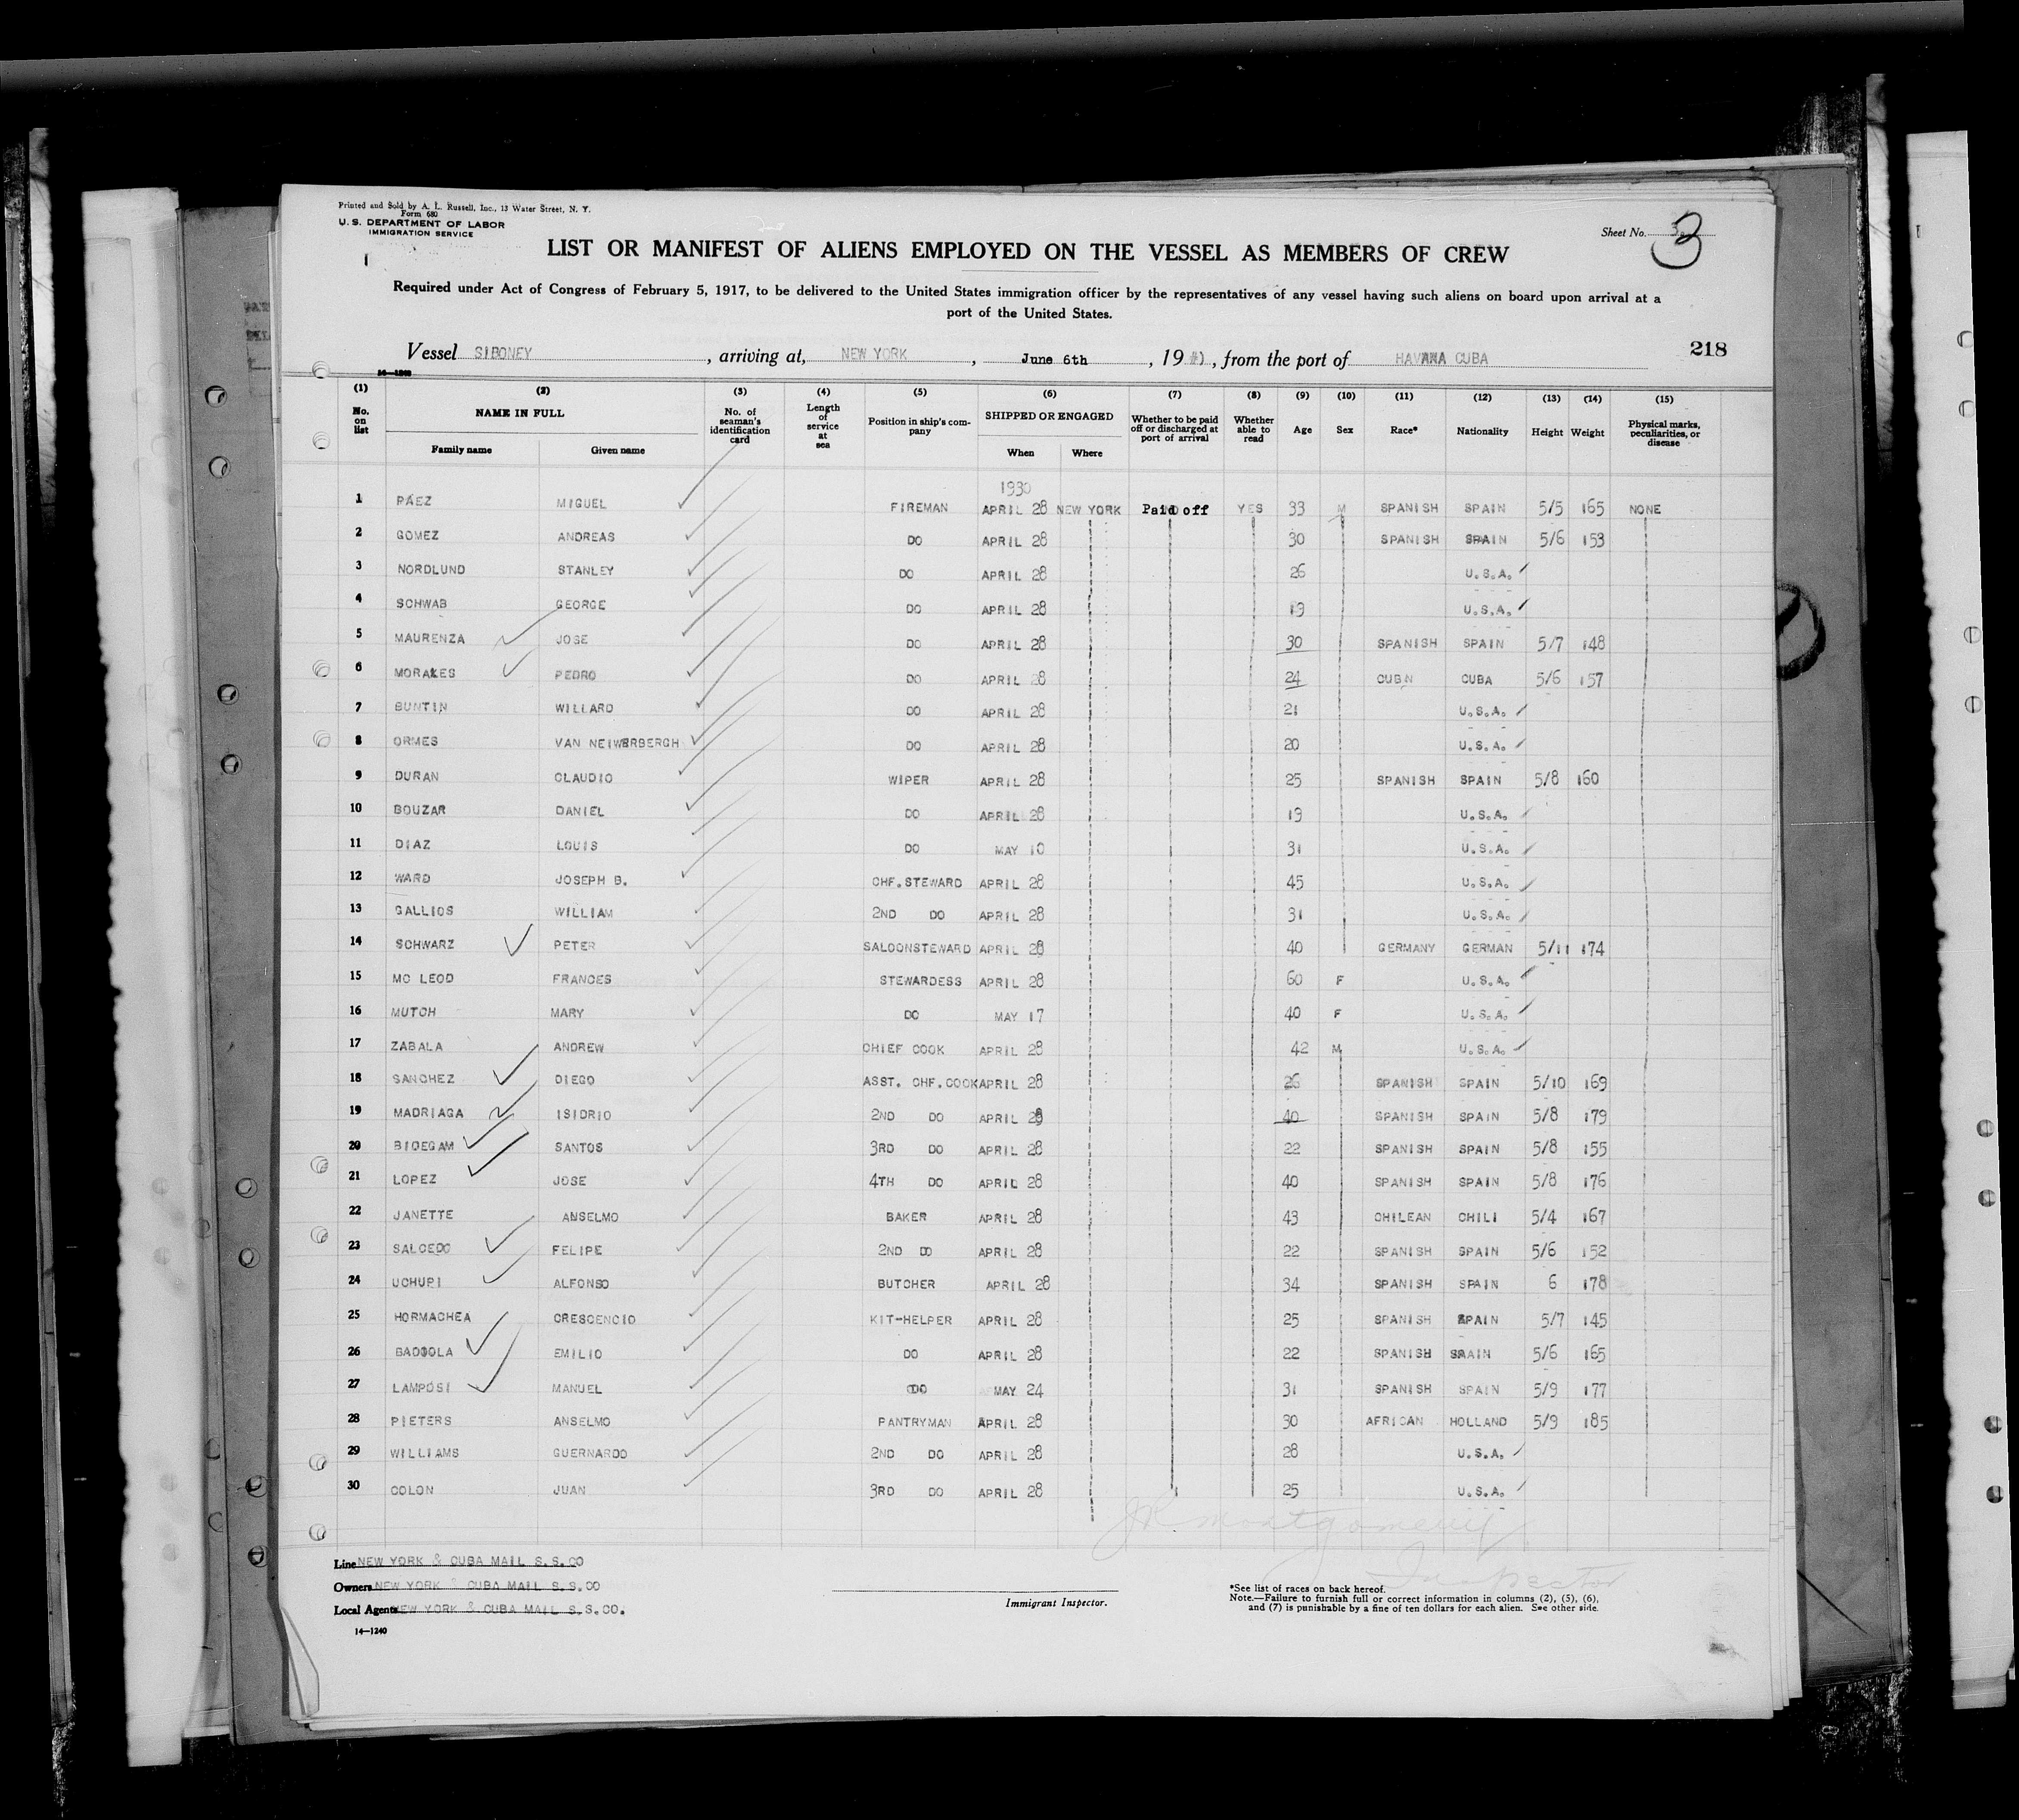 Printed and Sold by A. L. Russell, Inc., 13 Water Street, N. Y.
Form 680
U. S. DEPARTMENT OF LABOR
IMMIGRATION SERVICE
Sheet No. 3
LIST OR MANIFEST OF ALIENS EMPLOYED ON THE VESSEL AS MEMBERS OF CREW
Required under Act of Congress of February 5, 1917, to be delivered to the United States immigration officer by the representatives of any vessel having such aliens on board upon arrival at a
port of the United States.
Vessel SIBONEY , arriving at, NEW YORK , June 6th , 19 , from the port of HAVANA CUBA
218
14—1240
(1) (2) (3) (4) (5) (6) (7) (8) (9) (10) (11) (12) (13) (14) (15)
No. on list NAME IN FULL Family name Given name No. of seaman's identification card Length of service at sea Position in ship's company SHIPPED OR ENGAGED When Where Whether to be paid off or discharged at port of arrival Whether able to read Age Sex Race* Nationality Height Weight Physical marks, peculiarities, or disease
1930
1 PAEZ MIGUEL FIREMAN APRIL 28 NEW YORK Paid off YES 33 M SPANISH SPAIN 5/5 165 NONE
2 GOMEZ ANDREAS DO APRIL 28 30 SPANISH SPAIN 5/6 153
3 NORDLUND STANLEY DO APRIL 28 26 U.S.A.
4 SCHWAB GEORGE DO APRIL 28 19 U.S.A.
5 MAURENZA JOSE DO APRIL 28 30 SPANISH SPAIN 5/7 148
6 MORALES PEDRO DO APRIL 28 24 CUBN CUBA 5/6 157
7 BUNTIN WILLARD DO APRIL 28 21 U.S.A.
8 ORMES VAN NEIWERBERGH DO APRIL 28 20 U.S.A.
9 DURAN CLAUDIO WIPER APRIL 28 25 SPANISH SPAIN 5/8 160
10 BOUZAR DANIEL DO APRIL 28 19 U.S.A.
11 DIAZ LOUIS DO MAY 10 31 U.S.A.
12 WARD JOSEPH B. CHF.STEWARD APRIL 28 45 U.S.A.
13 GALLIOS WILLIAM 2ND DO APRIL 28 31 U.S.A.
14 SCHWARZ PETER SALOONSTEWARD APRIL 28 40 GERMANY GERMAN 5/11 174
15 MC LEOD FRANCES STEWARDESS APRIL 28 60 F U.S.A.
16 MUTCH MARY DO MAY 17 40 F U.S.A.
17 ZABALA ANDREW CHIEF COOK APRIL 28 42 M U.S.A.
18 SANCHEZ DIEGO ASST. CHF.COOK APRIL 28 26 SPANISH SPAIN 5/10 169
19 MADRIAGA ISIDRIO 2ND DO APRIL 28 40 SPANISH SPAIN 5/8 179
20 BIDEGAM SANTOS 3RD DO APRIL 28 22 SPANISH SPAIN 5/8 155
21 LOPEZ JOSE 4TH DO APRIL 28 40 SPANISH SPAIN 5/8 176
22 JANETTE ANSELMO BAKER APRIL 28 43 CHILEAN CHILI 5/4 167
23 SALCEDO FELIPE 2ND DO APRIL 28 22 SPANISH SPAIN 5/6 152
24 UCHUPI ALFONSO BUTCHER APRIL 28 34 SPANISH SPAIN 6 178
25 HORMACHEA CRESCENCIO KIT-HELPER APRIL 28 25 SPANISH SPAIN 5/7 145
26 EMILIO DO APRIL 28 22 SPANISH SPAIN 5/6 165
27 LAMPOSI MANUEL DO MAY 24 31 SPANISH SPAIN 5/9 177
28 PIETERS ANSELMO PANTRYMAN APRIL 28 30 AFRICAN HOLLAND 5/9 185
29 WILLIAMS GUERNARDO 2ND DO APRIL 28 28 U.S.A.
30 COLON JUAN 3RD DO APRIL 28 25 U.S.A.
JR Montgomery
Inspector
Line NEW YORK & CUBA MAIL S.S.CO
Owners NEW YORK & CUBA MAIL S.S.CO
Local Agents NEW YORK & CUBA MAIL S.S.CO.
14—1240
Immigrant Inspector.
*See list of races on back hereof.
Note.—Failure to furnish full or correct information in columns (2), (5), (6),
and (7) is punishable by a fine of ten dollars for each alien. See other side.